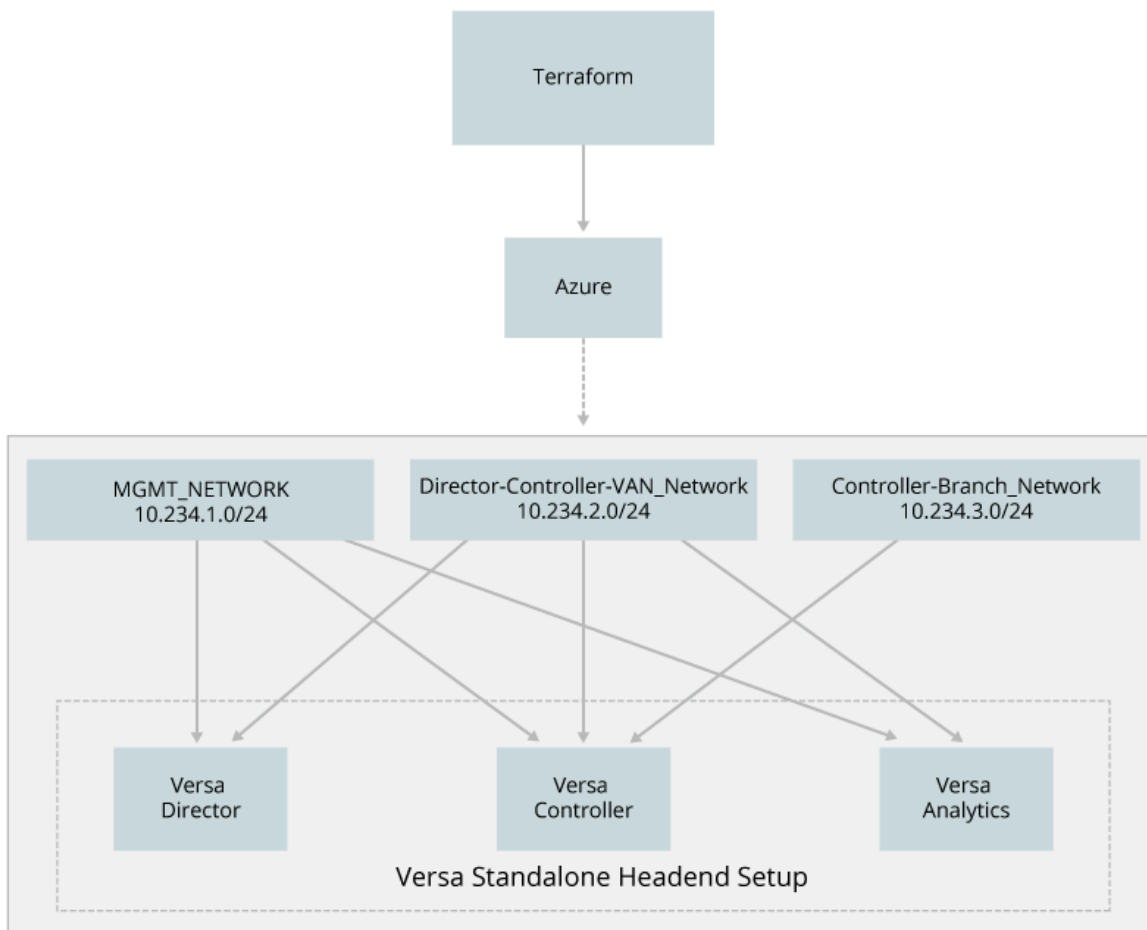 Terraform
Azure
MGMT_NETWORK
10.234.1.0/24
Director-Controller-VAN_Network
10.234.2.0/24
Controller-Branch_Network
10.234.3.0/24
Versa
Director
Versa
Controller
Versa
Analytics
Versa Standalone Headend Setup